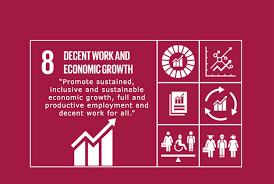 8 DECENT WORK AND
ECONOMIC GROWTH
“Promote sustained,
inclusive and sustainable
economic growth, full and
productive employment and
decent work for all.”